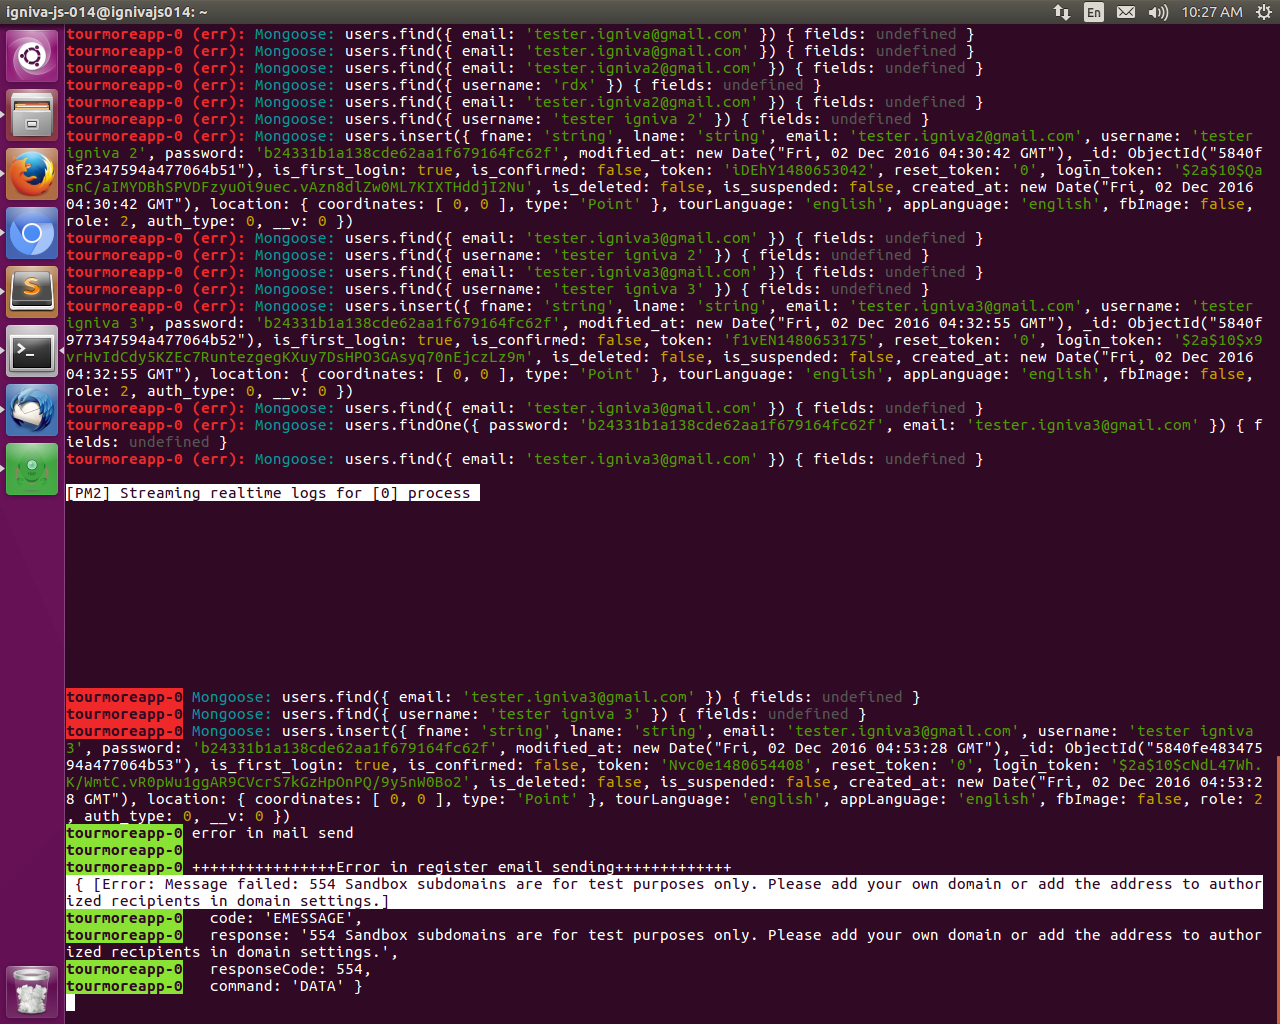 igniva-js-014@ignivajs014: ~
En
10:27 AM
tourmoreapp-0 (err): Mongoose: users.find({ email: 'tester.igniva@gmail.com' }) { fields: undefined }
tourmoreapp-0 (err): Mongoose: users.find({ email: 'tester.igniva@gmail.com' }) { fields: undefined }
tourmoreapp-0 (err): Mongoose: users.find({ email: 'tester.igniva2@gmail.com' }) { fields: undefined }
tourmoreapp-0 (err): Mongoose: users.find({ username: 'rdx' }) { fields: undefined }
tourmoreapp-0 (err): Mongoose: users.find({ email: 'tester.igniva2@gmail.com' }) { fields: undefined }
tourmoreapp-0 (err): Mongoose: users.find({ username: 'tester igniva 2' }) { fields: undefined }
tourmoreapp-0 (err): Mongoose: users.insert({ fname: 'string', lname: 'string', email: 'tester.igniva2@gmail.com', username: 'tester
igniva 2', password: 'b24331b1a138cde62aa1f679164fc62f', modified_at: new Date("Fri, 02 Dec 2016 04:30:42 GMT"), _id: ObjectId("5840f
8f2347594a477064b51"), is_first_login: true, is_confirmed: false, token: 'iDEhY1480653042', reset_token: '0', login_token: '$2a$10$Qa
snC/aIMYDBhSPVDFzyuOi9uec.vAzn8dlZw0ML7KIXTHddjI2Nu', is_deleted: false, is_suspended: false, created_at: new Date("Fri, 02 Dec 2016
04:30:42 GMT"), location: { coordinates: [ 0, 0 ], type: 'Point' }, tourLanguage: 'english', appLanguage: 'english', fbImage: false,
role: 2, auth_type: 0, __v: 0 })
tourmoreapp-0 (err): Mongoose: users.find({ email: 'tester.igniva3@gmail.com' }) { fields: undefined }
tourmoreapp-0 (err): Mongoose: users.find({ username: 'tester igniva 2' }) { fields: undefined }
tourmoreapp-0 (err): Mongoose: users.find({ email: 'tester.igniva3@gmail.com' }) { fields: undefined }
tourmoreapp-0 (err): Mongoose: users.find({ username: 'tester igniva 3' }) { fields: undefined }
tourmoreapp-0 (err): Mongoose: users.insert({ fname: 'string', lname: 'string', email: 'tester.igniva3@gmail.com', username: 'tester
igniva 3', password: 'b24331b1a138cde62aa1f679164fc62f', modified_at: new Date("Fri, 02 Dec 2016 04:32:55 GMT"), _id: ObjectId("5840f
977347594a477064b52"), is_first_login: true, is_confirmed: false, token: 'f1vEN1480653175', reset_token: '0', login_token: '$2a$10$x9
vrHvIdCdy5KZEc7RuntezgegKXuy7DsHPO3GAsyq70nEjczLz9m', is_deleted: false, is_suspended: false, created_at: new Date("Fri, 02 Dec 2016
04:32:55 GMT"), location: { coordinates: [ 0, 0 ], type: 'Point' }, tourLanguage: 'english', appLanguage: 'english', fbImage: false,
role: 2, auth_type: 0, __v: 0 })
tourmoreapp-0 (err): Mongoose: users.find({ email: 'tester.igniva3@gmail.com' }) { fields: undefined }
tourmoreapp-0 (err): Mongoose: users.findOne({ password: 'b24331b1a138cde62aa1f679164fc62f', email: 'tester.igniva3@gmail.com' }) { f
ields: undefined }
tourmoreapp-0 (err): Mongoose: users.find({ email: 'tester.igniva3@gmail.com' }) { fields: undefined }
[PM2] Streaming realtime logs for [0] process
tourmoreapp-0 Mongoose: users.find({ email: 'tester.igniva3@gmail.com' }) { fields: undefined }
tourmoreapp-0 Mongoose: users.find({ username: 'tester igniva 3' }) { fields: undefined }
tourmoreapp-0 Mongoose: users.insert({ fname: 'string', lname: 'string', email: 'tester.igniva3@gmail.com', username: 'tester igniva
3', password: 'b24331b1a138cde62aa1f679164fc62f', modified_at: new Date("Fri, 02 Dec 2016 04:53:28 GMT"), _id: ObjectId("5840fe483475
94a477064b53"), is_first_login: true, is_confirmed: false, token: 'Nvc0e1480654408', reset_token: '0', login_token: '$2a$10$cNdL47Wh.
K/WmtC.vR0pWu1ggAR9CVcrS7kGzHpOnPQ/9y5nW0Bo2', is_deleted: false, is_suspended: false, created_at: new Date("Fri, 02 Dec 2016 04:53:2
8 GMT"), location: { coordinates: [ 0, 0 ], type: 'Point' }, tourLanguage: 'english', appLanguage: 'english', fbImage: false, role: 2
, auth_type: 0, __v: 0 })
tourmoreapp-0 error in mail send
tourmoreapp-0
tourmoreapp-0 ++++++++++++++++Error in register email sending+++++++++++++
{ [Error: Message failed: 554 Sandbox subdomains are for test purposes only. Please add your own domain or add the address to author
ized recipients in domain settings.]
tourmoreapp-0 code: 'EMESSAGE',
tourmoreapp-0 response: '554 Sandbox subdomains are for test purposes only. Please add your own domain or add the address to author
ized recipients in domain settings.',
tourmoreapp-0 responseCode: 554,
tourmoreapp-0 command: 'DATA' }